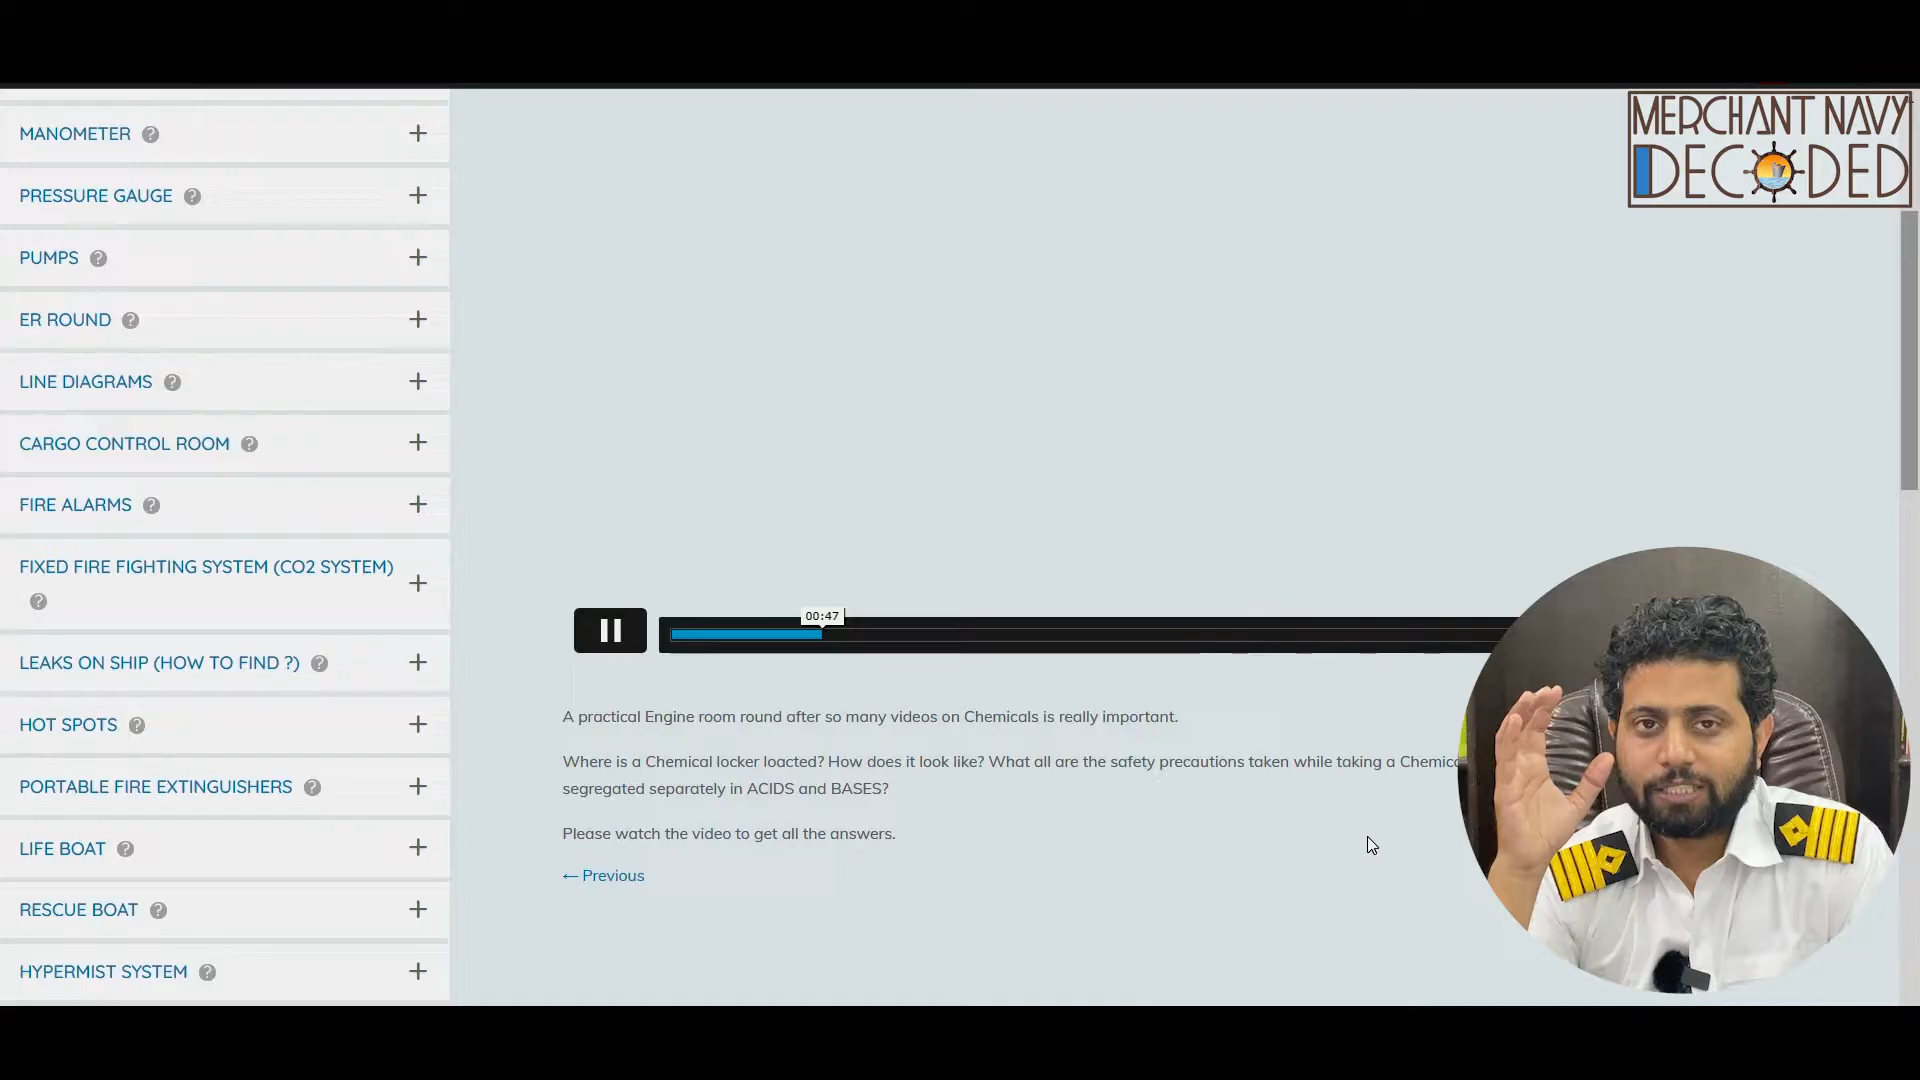 MERCHANT NAVY
DECODED
MANOMETER ?
PRESSURE GAUGE ?
PUMPS ?
ER ROUND ?
LINE DIAGRAMS ?
CARGO CONTROL ROOM ?
FIRE ALARMS ?
FIXED FIRE FIGHTING SYSTEM (CO2 SYSTEM)
?
LEAKS ON SHIP (HOW TO FIND ?) ?
HOT SPOTS ?
PORTABLE FIRE EXTINGUISHERS ?
LIFE BOAT ?
RESCUE BOAT ?
HYPERMIST SYSTEM ?
00:47
A practical Engine room round after so many videos on Chemicals is really important.
Where is a Chemical locker loacted? How does it look like? What all are the safety precautions taken while taking a Chemic
segregated separately in ACIDS and BASES?
Please watch the video to get all the answers.
← Previous